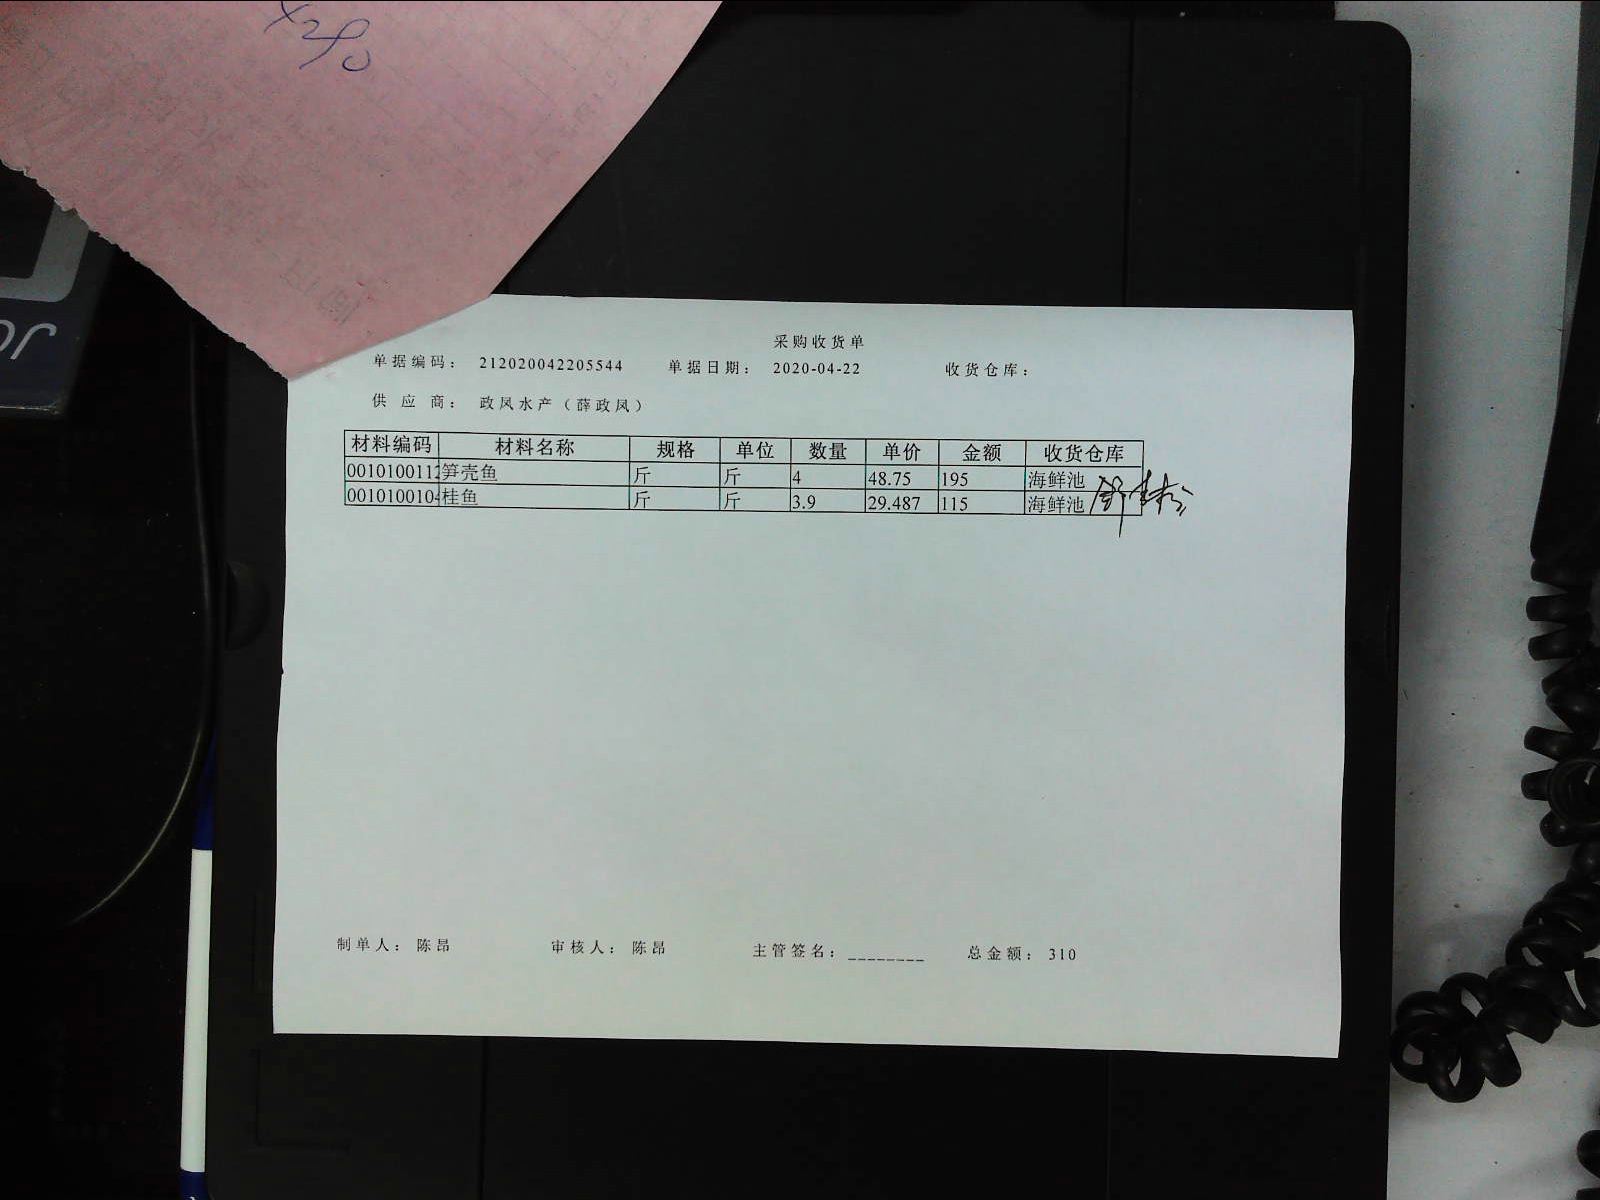 采购收货单
单据编码: 212020042205544 单据日期: 2020-04-22 收货仓库:
供应商: 政凤水产（薛政凤）
材料编码 材料名称 规格 单位 数量 单价 金额 收货仓库
0010100112 笋壳鱼 斤 斤 4 48.75 195 海鲜池
0010100104 桂鱼 斤 斤 3.9 29.487 115 海鲜池
制单人: 陈昂 审核人: 陈昂 主管签名: ________ 总金额: 310